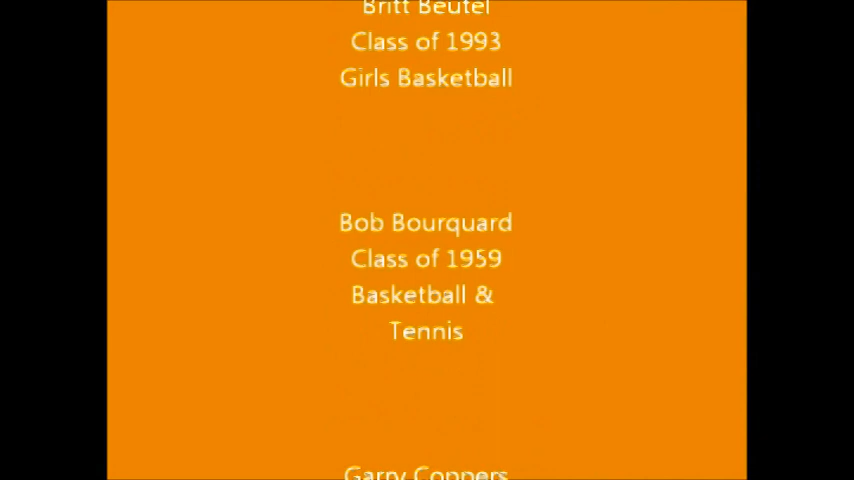 Britt Beutel
Class of 1993
Girls Basketball
Bob Bourquard
Class of 1959
Basketball &
Tennis
Garry Coppers